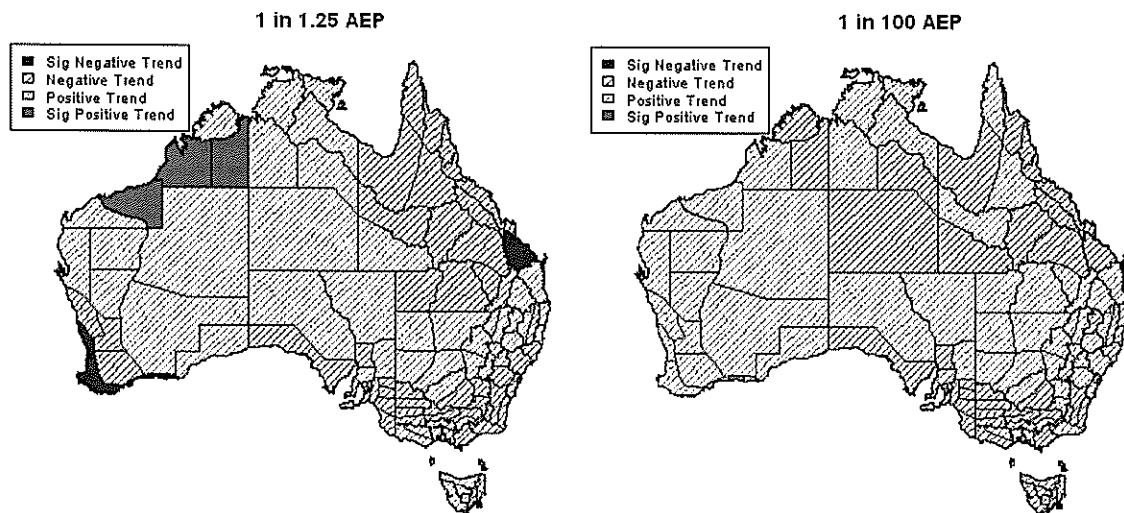 1 in 1.25 AEP
Sig Negative Trend
Negative Trend
Positive Trend
Sig Positive Trend
1 in 100 AEP
Sig Negative Trend
Negative Trend
Positive Trend
Sig Positive Trend